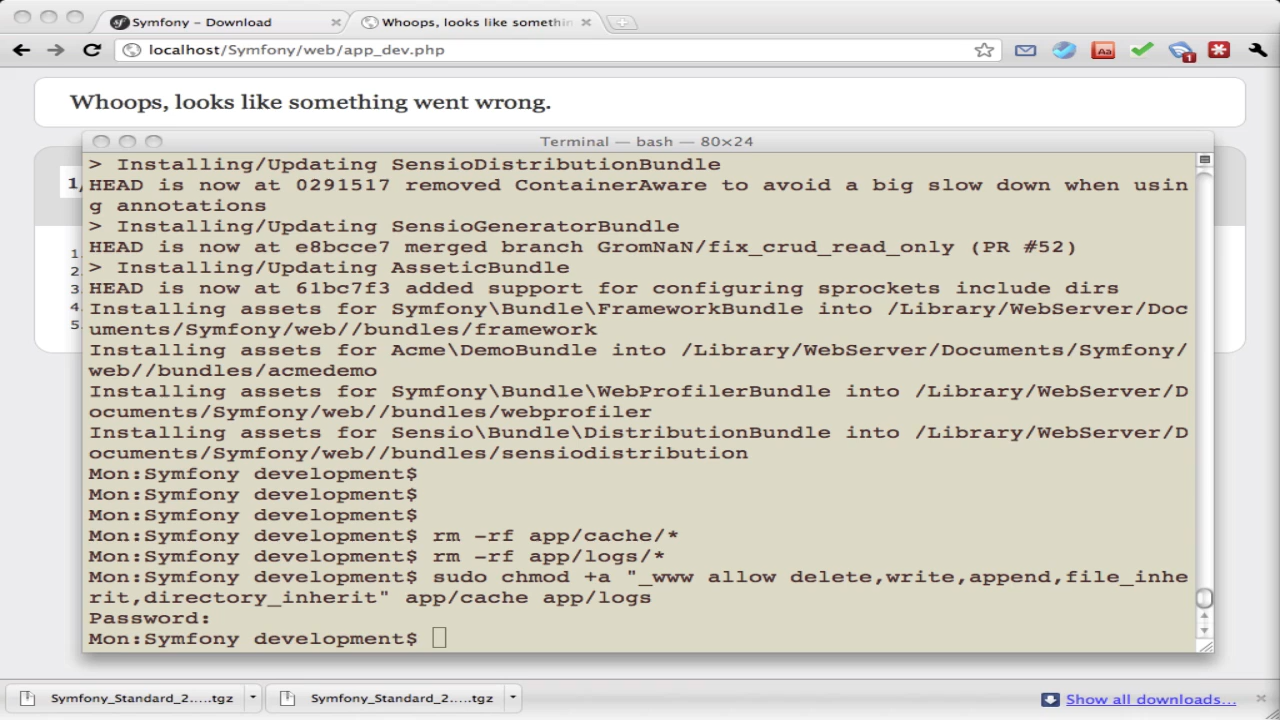 Symfony - Download
Whoops, looks like somethin
localhost/Symfony/web/app_dev.php
Aa
1
Whoops, looks like something went wrong.
Terminal — bash — 80×24
1/
1.
2.
3.
4.
5.
> Installing/Updating SensioDistributionBundle
HEAD is now at 0291517 removed ContainerAware to avoid a big slow down when usin
g annotations
> Installing/Updating SensioGeneratorBundle
HEAD is now at e8bcce7 merged branch GromNaN/fix_crud_read_only (PR #52)
> Installing/Updating AsseticBundle
HEAD is now at 61bc7f3 added support for configuring sprockets include dirs
Installing assets for Symfony\Bundle\FrameworkBundle into /Library/WebServer/Doc
uments/Symfony/web//bundles/framework
Installing assets for Acme\DemoBundle into /Library/WebServer/Documents/Symfony/
web//bundles/acmedemo
Installing assets for Symfony\Bundle\WebProfilerBundle into /Library/WebServer/D
ocuments/Symfony/web//bundles/webprofiler
Installing assets for Sensio\Bundle\DistributionBundle into /Library/WebServer/D
ocuments/Symfony/web//bundles/sensiodistribution
Mon:Symfony development$
Mon:Symfony development$
Mon:Symfony development$
Mon:Symfony development$ rm -rf app/cache/*
Mon:Symfony development$ rm -rf app/logs/*
Mon:Symfony development$ sudo chmod +a "_www allow delete,write,append,file_inhe
rit,directory_inherit" app/cache app/logs
Password:
Mon:Symfony development$
Symfony_Standard_2.....tgz
Symfony_Standard_2.....tgz
Show all downloads...